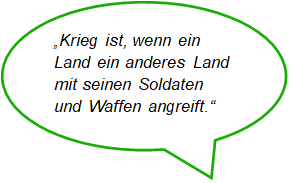 „Krieg ist, wenn ein
Land ein anderes Land
mit seinen Soldaten
und Waffen angreift.“